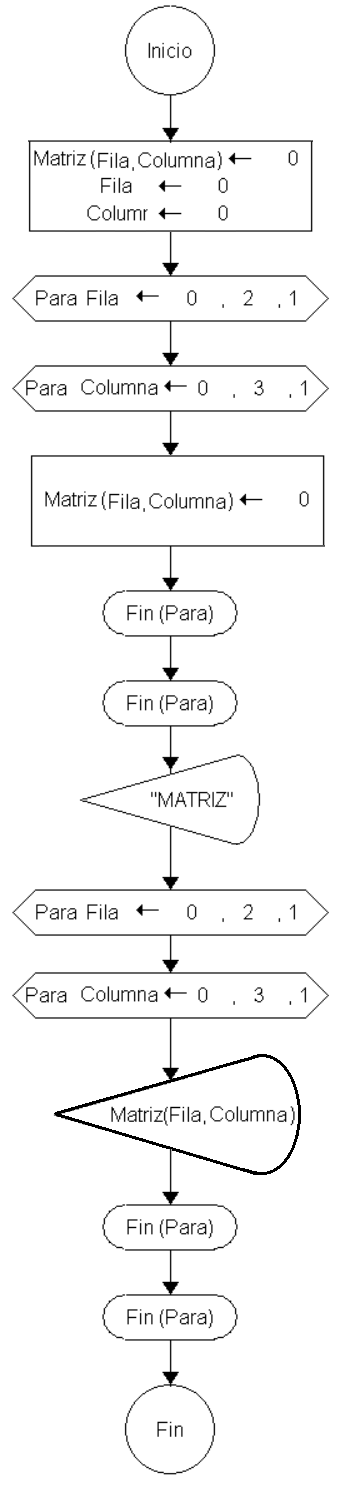 Inicio
Matriz (Fila, Columna) ← 0
Fila ← 0
Columr ← 0
Para Fila ← 0 , 2 , 1
Para Columna ← 0 , 3 , 1
Matriz (Fila, Columna) ← 0
Fin (Para)
Fin (Para)
"MATRIZ"
Para Fila ← 0 , 2 , 1
Para Columna ← 0 , 3 , 1
Matriz(Fila, Columna)
Fin (Para)
Fin (Para)
Fin